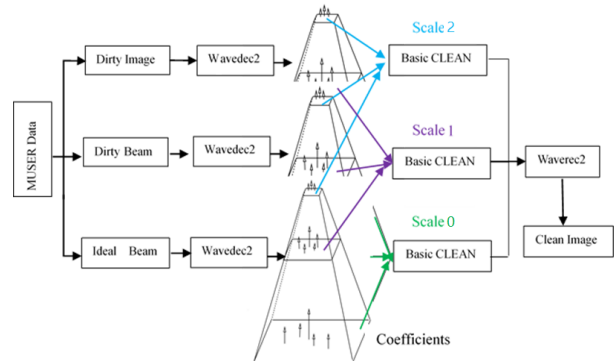 MUSER Data
Dirty Image
Wavedec2
Scale 2
Basic CLEAN
Dirty Beam
Wavedec2
Scale 1
Basic CLEAN
Waverec2
Ideal Beam
Wavedec2
Scale 0
Basic CLEAN
Clean Image
Coefficients